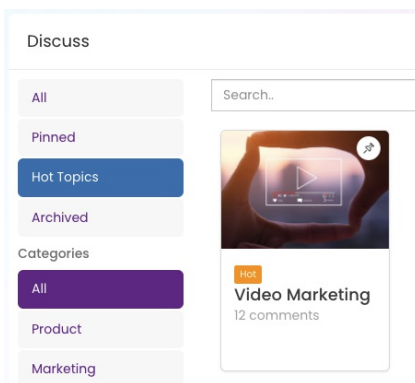 Discuss
All
Pinned
Hot Topics
Archived
Categories
All
Product
Marketing
Search..
Hot
Video Marketing
12 comments